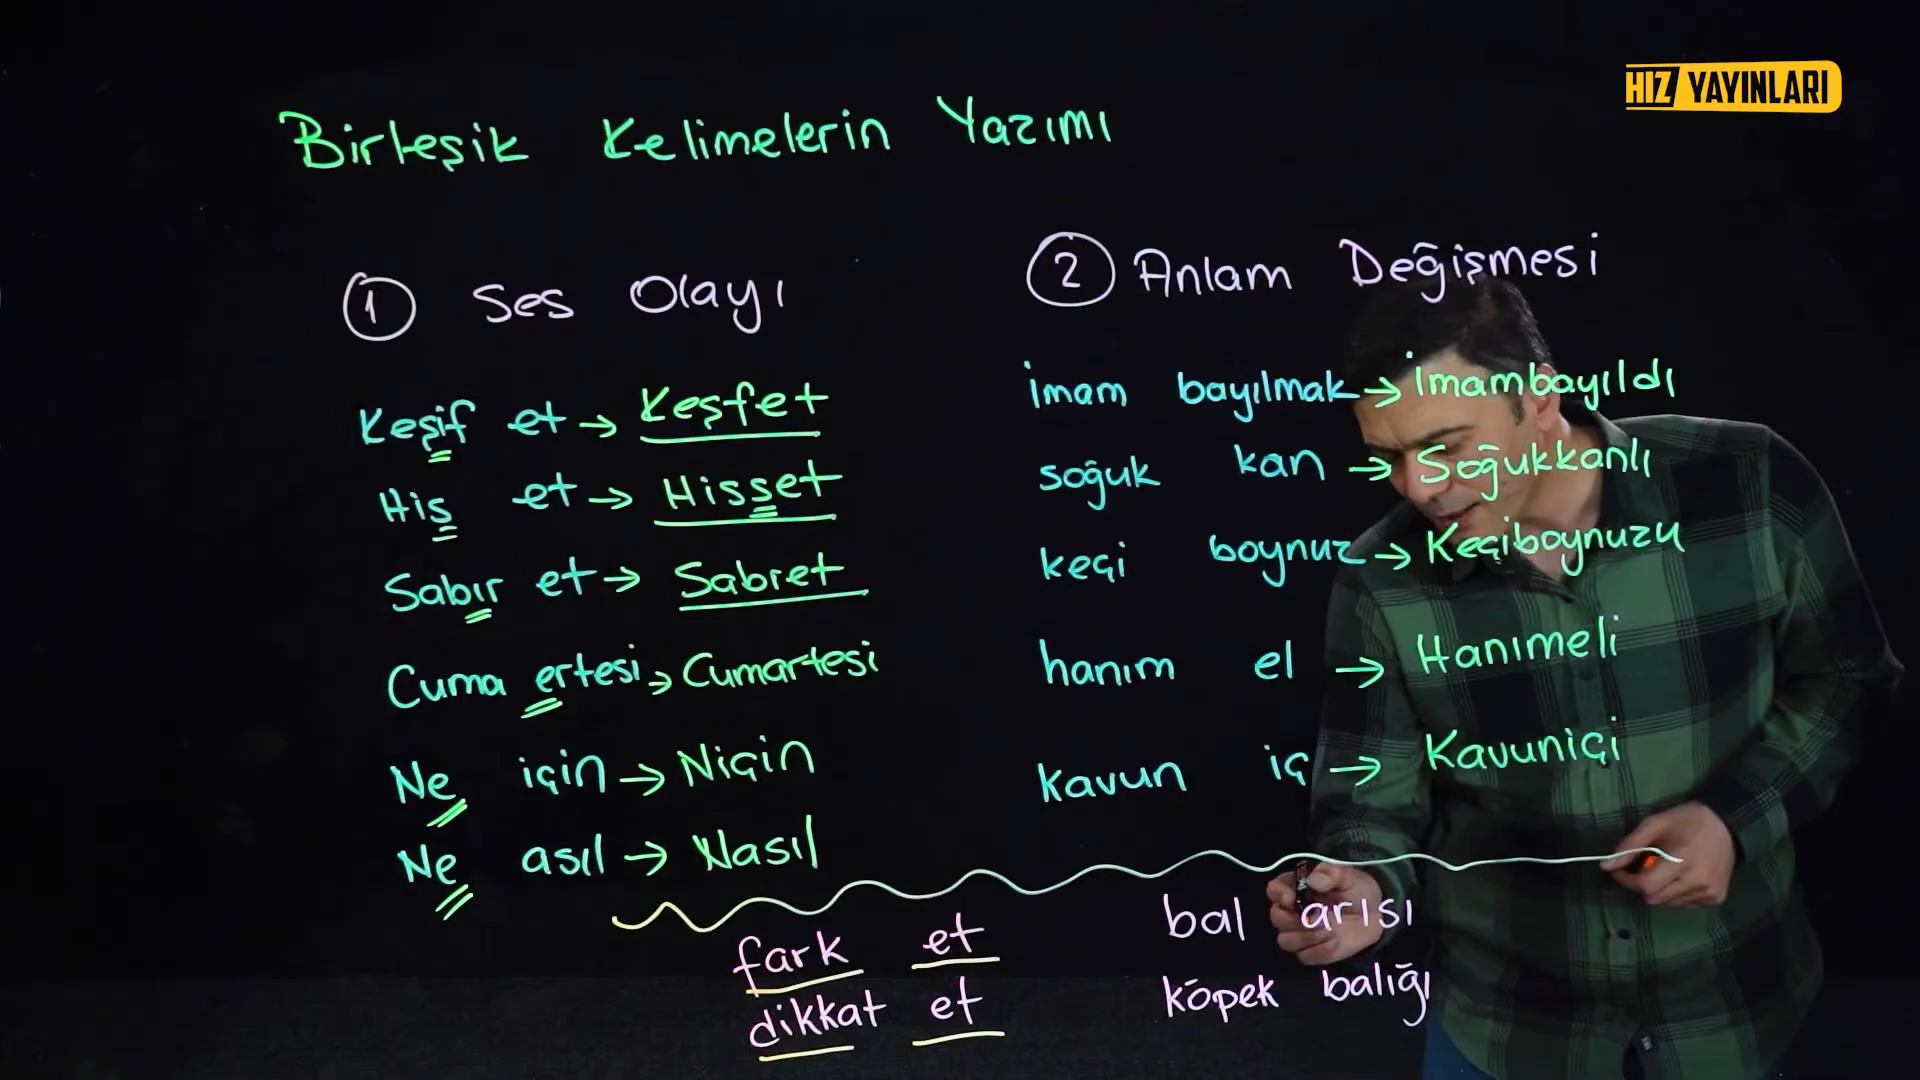 HIZ YAYINLARI
Birleşik Kelimelerin Yazımı
1 Ses Olayı
Keşif et → Keşfet
His et → Hisset
Sabır et → Sabret
Cuma ertesi → Cumartesi
Ne için → Niçin
Ne asıl → Nasıl
fark et
dikkat et
2 Anlam Değişmesi
imam bayılmak → İmambayıldı
soğuk kan → Soğukkanlı
keçi boynuz → Keçiboynuzu
hanım el → Hanımeli
kavun iç → Kavuniçi
bal arısı
köpek balığı